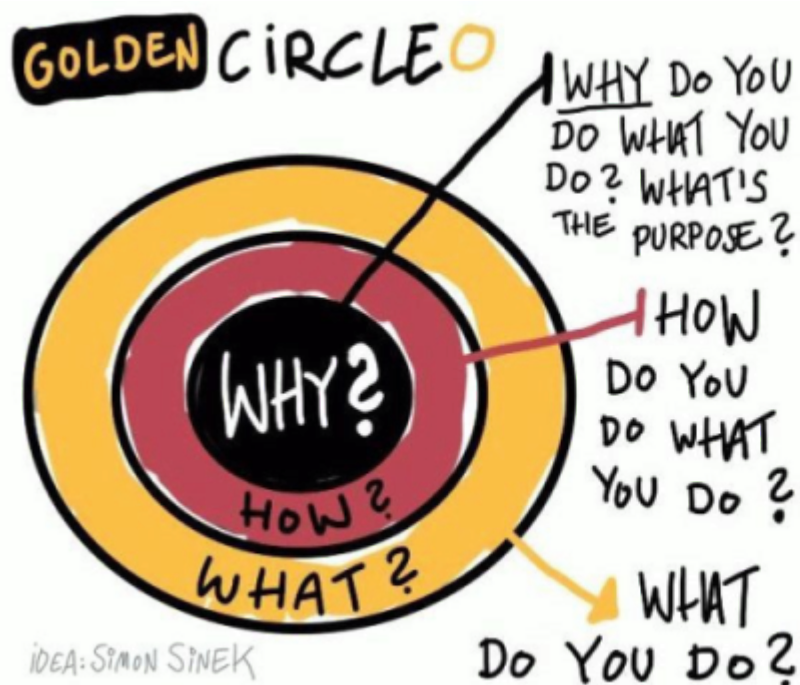 GOLDEN CiRCLE
WHY DO YOU
DO WHAT YOU
DO? WHAT'S
THE PURPOSE?
WHY?
HOW
DO YOU
DO WHAT
YOU DO?
HOW?
WHAT?
WHAT
DO YOU DO?
iDEA: SiMON SiNEK